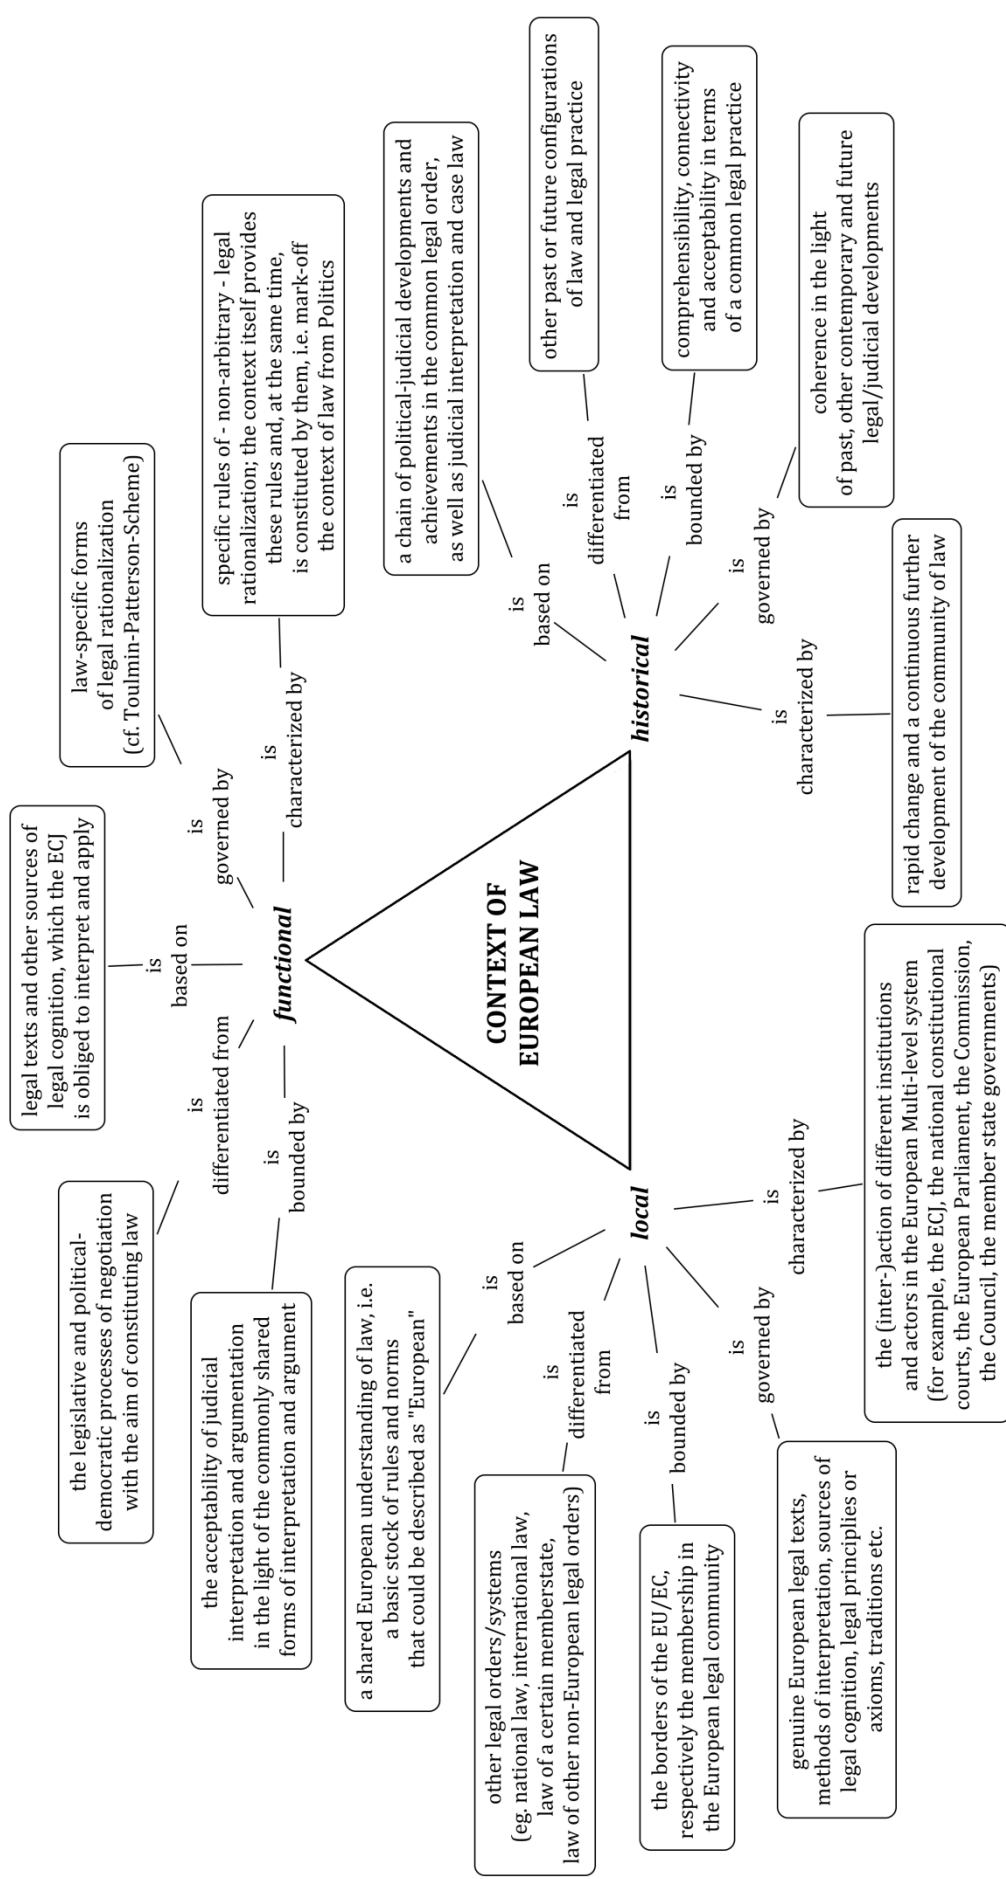 the legislative and political-
democratic processes of negotiation
with the aim of constituting law
is
differentiated from
legal texts and other sources of
legal cognition, which the ECJ
is obliged to interpret and apply
is
based on
law-specific forms
of legal rationalization
(cf. Toulmin-Patterson-Scheme)
is
governed by
the acceptability of judicial
interpretation and argumentation
in the light of the commonly shared
forms of interpretation and argument
is
bounded by
functional
is
characterized by
specific rules of - non-arbitrary - legal
rationalization; the context itself provides
these rules and, at the same time,
is constituted by them, i.e. mark-off
the context of law from Politics
CONTEXT OF
EUROPEAN LAW
a shared European understanding of law, i.e.
a basic stock of rules and norms
that could be described as "European"
is
based on
other legal orders/systems
(eg. national law, international law,
law of a certain memberstate,
law of other non-European legal orders)
is
differentiated
from
local
the borders of the EU/EC,
respectively the membership in
the European legal community
is
bounded by
genuine European legal texts,
methods of interpretation, sources of
legal cognition, legal principles or
axioms, traditions etc.
is
governed by
is
characterized by
the (inter-)action of different institutions
and actors in the European Multi-level system
(for example, the ECJ, the national constitutional
courts, the European Parliament, the Commission,
the Council, the member state governments)
historical
is
based on
a chain of political-judicial developments and
achievements in the common legal order,
as well as judicial interpretation and case law
is
differentiated
from
other past or future configurations
of law and legal practice
is
bounded by
comprehensibility, connectivity
and acceptability in terms
of a common legal practice
is
governed by
coherence in the light
of past, other contemporary and future
legal/judicial developments
is
characterized by
rapid change and a continuous further
development of the community of law